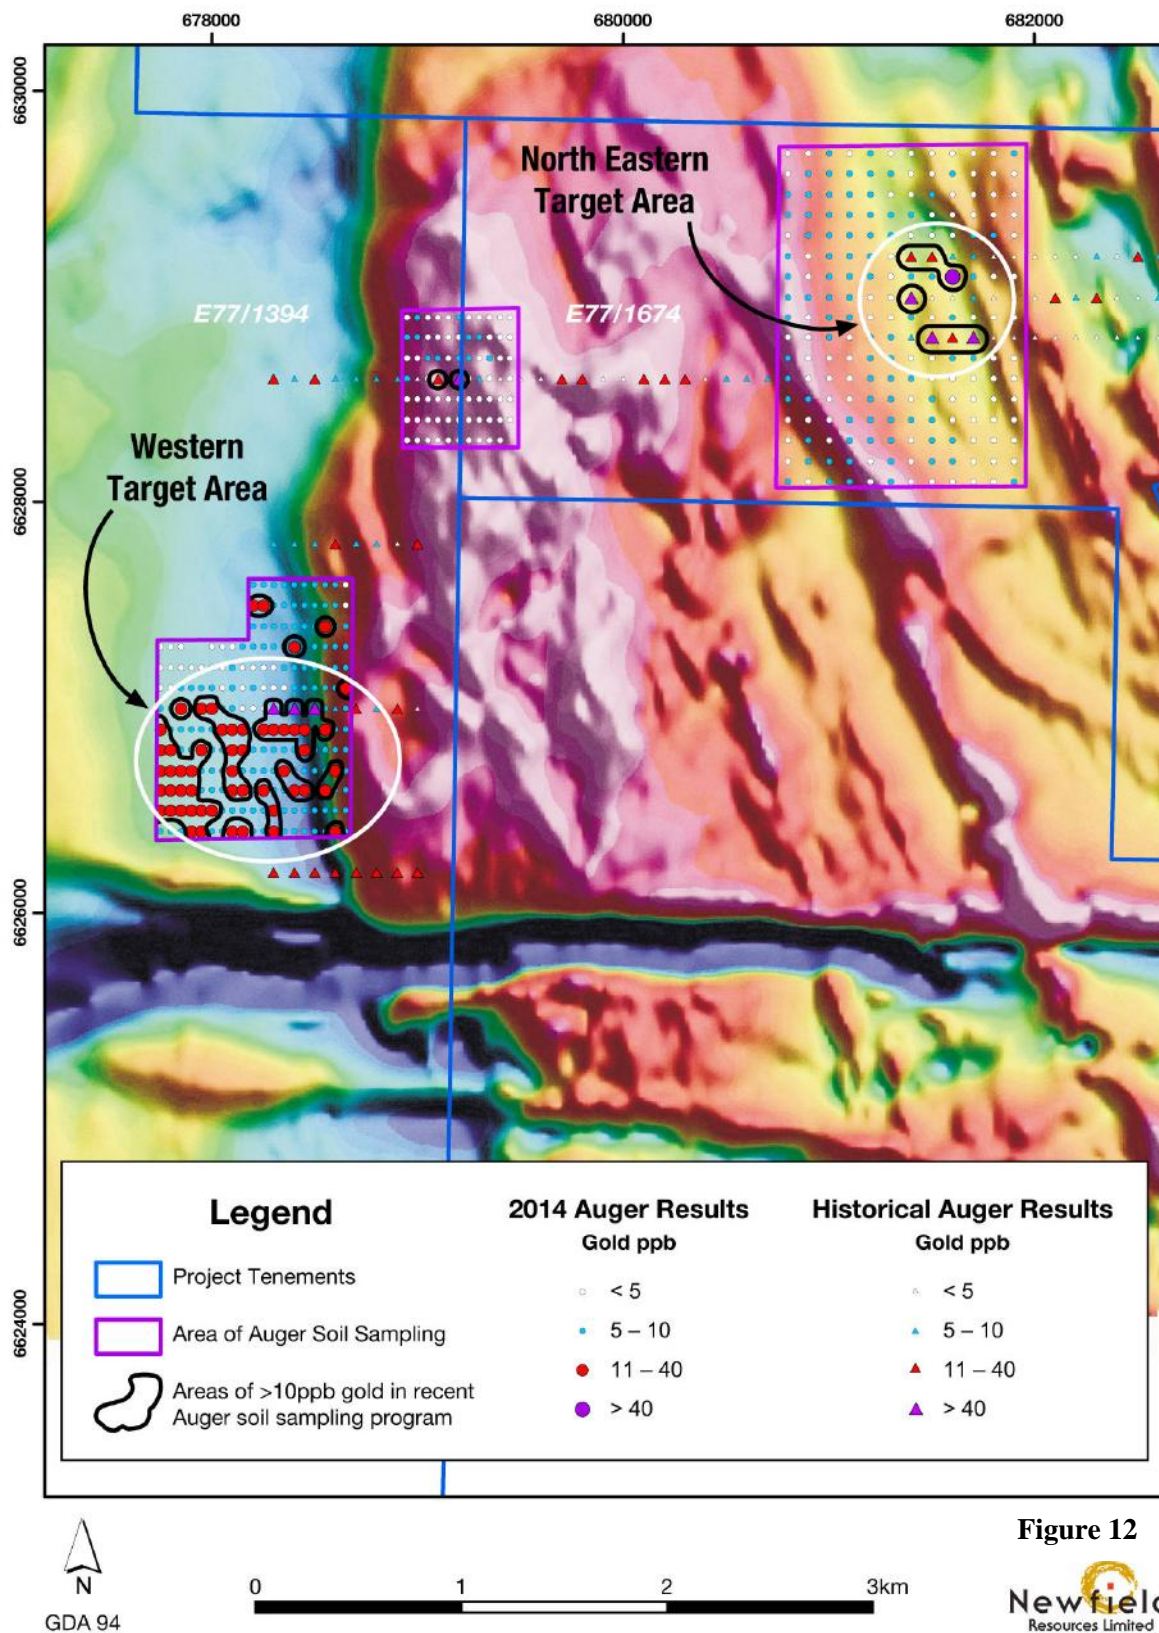 678000
680000
682000
6630000
North Eastern
Target Area
E77/1394
E77/1674
Western
Target Area
6628000
6626000
6624000
Legend
Project Tenements
Area of Auger Soil Sampling
Areas of >10ppb gold in recent
Auger soil sampling program
2014 Auger Results
Gold ppb
< 5
5 – 10
11 – 40
> 40
Historical Auger Results
Gold ppb
< 5
5 – 10
11 – 40
> 40
Figure 12
N
GDA 94
0 1 2 3km
Newfield
Resources Limited